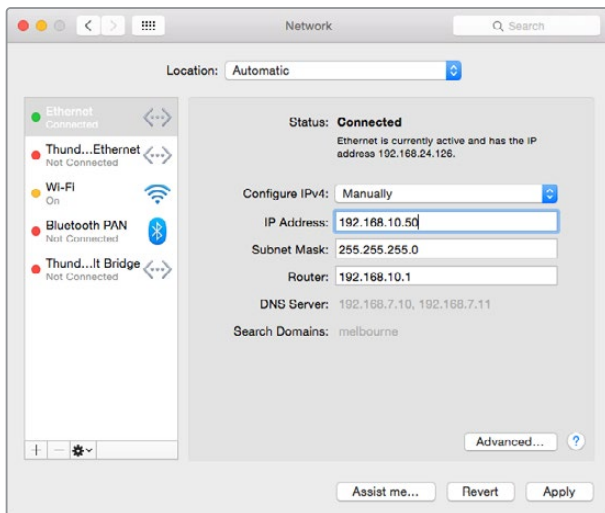 Network
Search
Location: Automatic
Ethernet
Connected
Thund...Ethernet
Not Connected
Wi-Fi
On
Bluetooth PAN
Not Connected
Thund...lt Bridge
Not Connected
Status: Connected
Ethernet is currently active and has the IP
address 192.168.24.126.
Configure IPv4: Manually
IP Address: 192.168.10.50
Subnet Mask: 255.255.255.0
Router: 192.168.10.1
DNS Server: 192.168.7.10, 192.168.7.11
Search Domains: melbourne
Advanced... ?
Assist me... Revert Apply